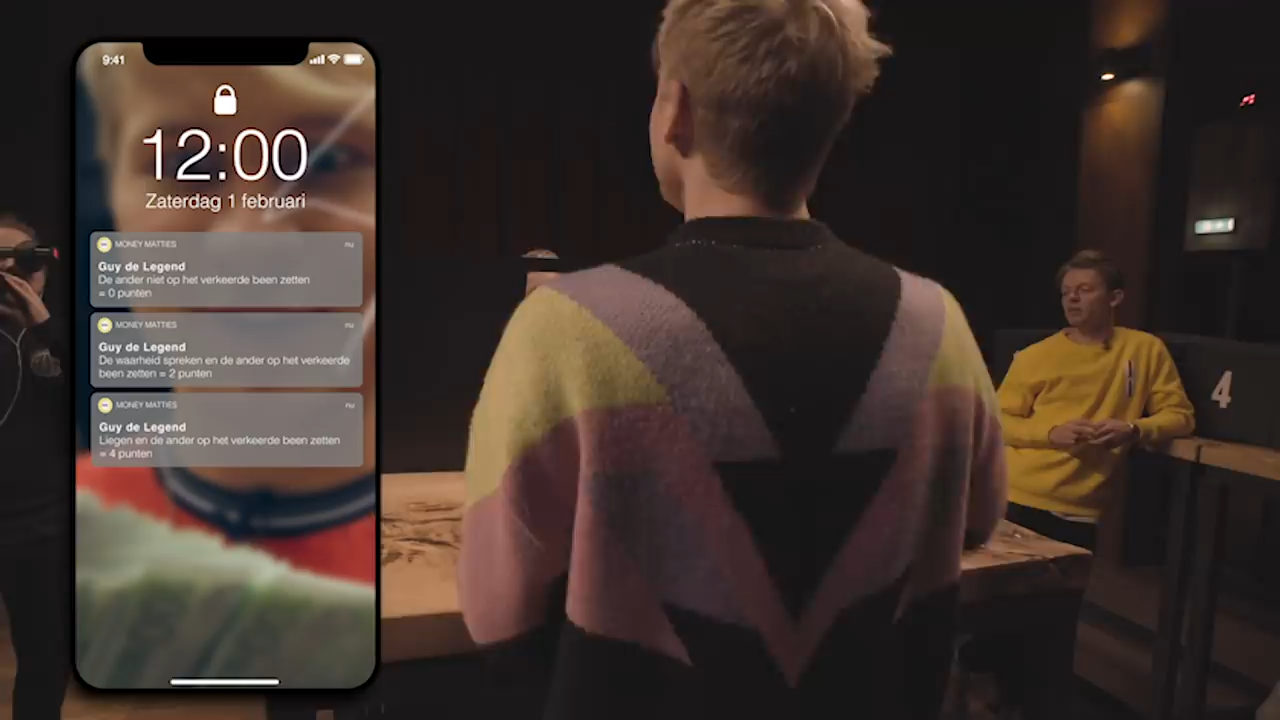 9:41
12:00
Zaterdag 1 februari
MONEY MATTIES nu
Guy de Legend
De ander niet op het verkeerde been zetten
= 0 punten
MONEY MATTIES nu
Guy de Legend
De waarheid spreken en de ander op het verkeerde
been zetten = 2 punten
MONEY MATTIES nu
Guy de Legend
Liegen en de ander op het verkeerde been zetten
= 4 punten
4